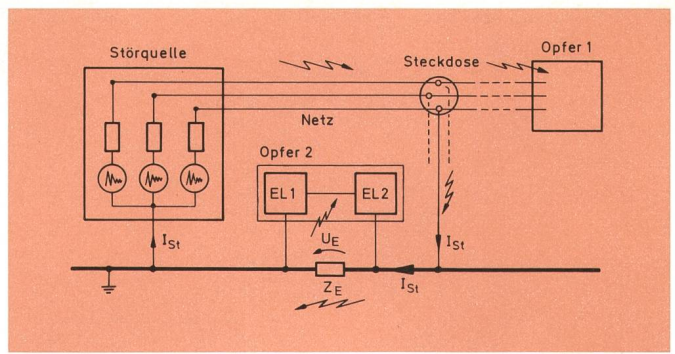 Störquelle
Steckdose
Opfer 1
Netz
Opfer 2
EL1
EL2
U_E
I_St
I_St
I_St
Z_E